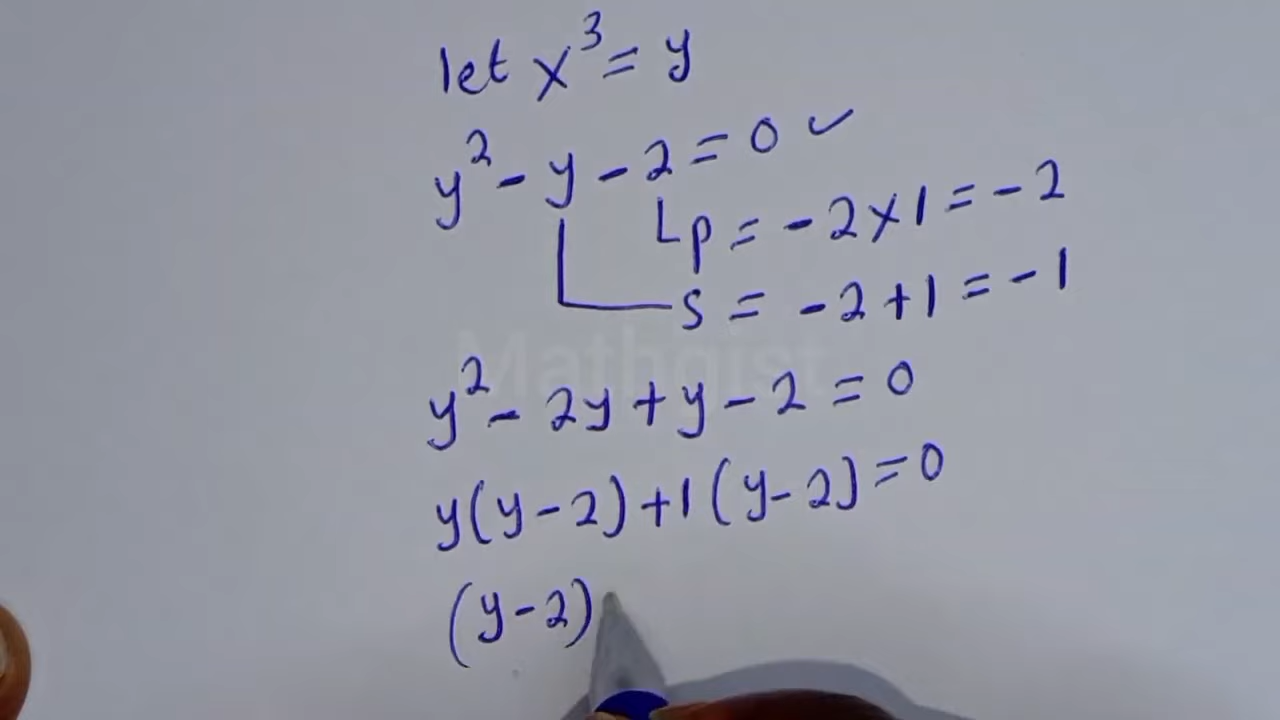 let x³ = y
y² - y - 2 = 0 ✓
p = - 2 x 1 = - 2
s = - 2 + 1 = - 1
Mathgist
y² - 2y + y - 2 = 0
y(y - 2) + 1(y - 2) = 0
(y - 2)